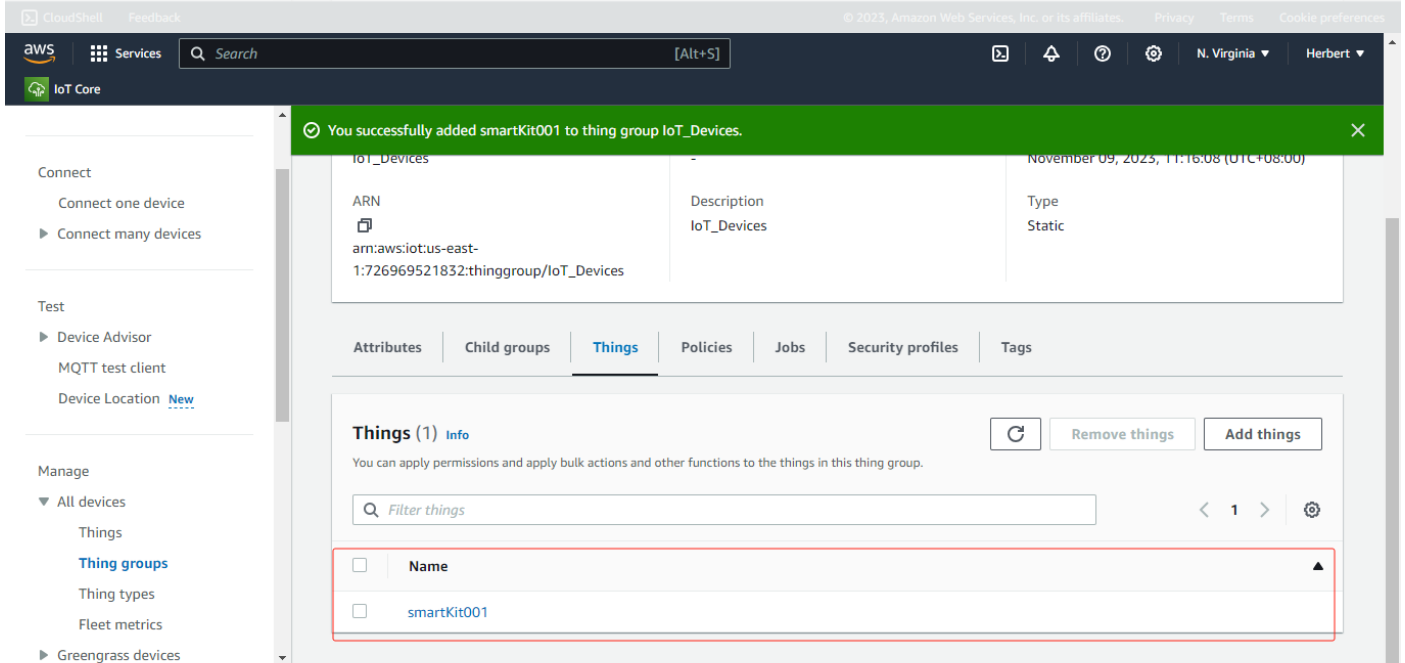 CloudShell Feedback © 2023, Amazon Web Services, Inc. or its affiliates. Privacy Terms Cookie preferences
aws Services Search [Alt+S] N. Virginia Herbert
IoT Core
You successfully added smartKit001 to thing group IoT_Devices.
Connect
Connect one device
Connect many devices
Test
Device Advisor
MQTT test client
Device Location New
Manage
All devices
Things
Thing groups
Thing types
Fleet metrics
Greengrass devices
IoT_Devices - November 09, 2023, 11:16:08 (UTC+08:00)
ARN Description Type
IoT_Devices Static
arn:aws:iot:us-east-
1:726969521832:thinggroup/IoT_Devices
Attributes Child groups Things Policies Jobs Security profiles Tags
Things (1) Info Remove things Add things
You can apply permissions and apply bulk actions and other functions to the things in this thing group.
Filter things 1
Name
smartKit001